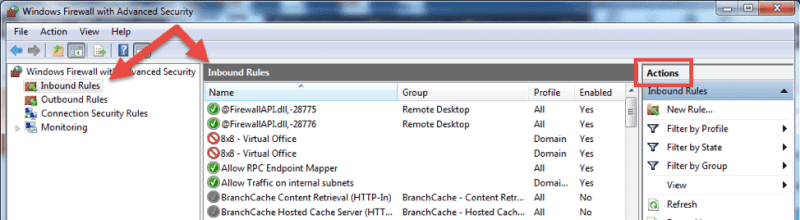 Windows Firewall with Advanced Security
File Action View Help
Windows Firewall with Advanced Security
Inbound Rules
Outbound Rules
Connection Security Rules
Monitoring
Inbound Rules
Name Group Profile Enabled
@FirewallAPI.dll,-28775 Remote Desktop All Yes
@FirewallAPI.dll,-28776 Remote Desktop All Yes
8x8 - Virtual Office Domain Yes
8x8 - Virtual Office Domain Yes
Allow RPC Endpoint Mapper All Yes
Allow Traffic on internal subnets Domain Yes
BranchCache Content Retrieval (HTTP-In) BranchCache - Content Retr... All No
BranchCache Hosted Cache Server (HTT... BranchCache - Hosted Cach... All No
Actions
Inbound Rules
New Rule...
Filter by Profile
Filter by State
Filter by Group
View
Refresh